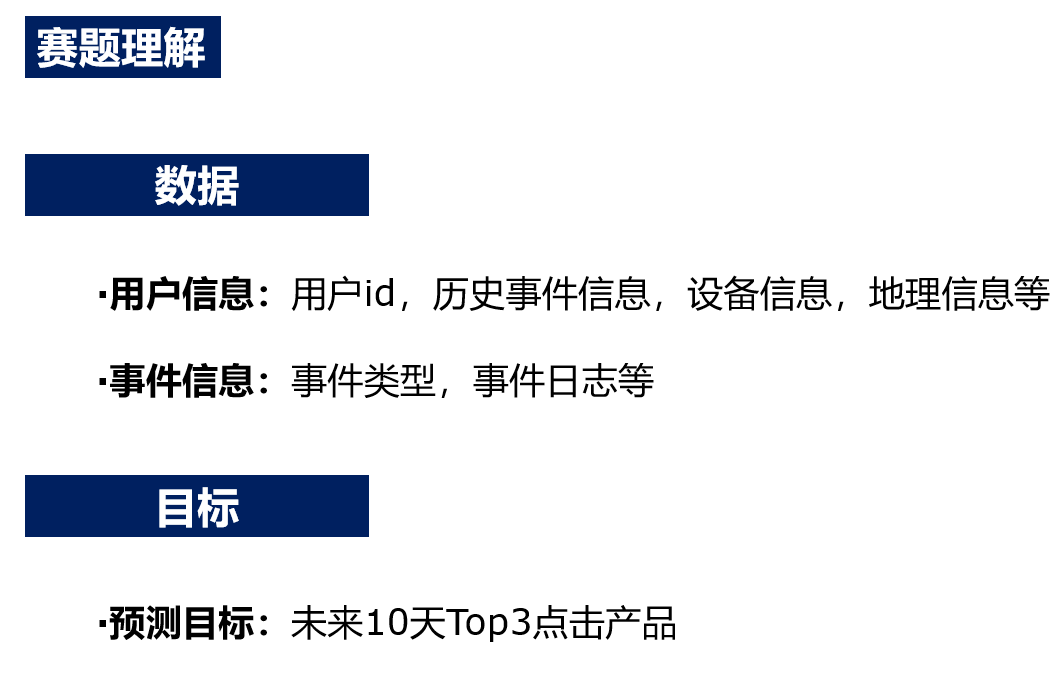 赛题理解
数据
·用户信息：用户id，历史事件信息，设备信息，地理信息等
·事件信息：事件类型，事件日志等
目标
·预测目标：未来10天Top3点击产品